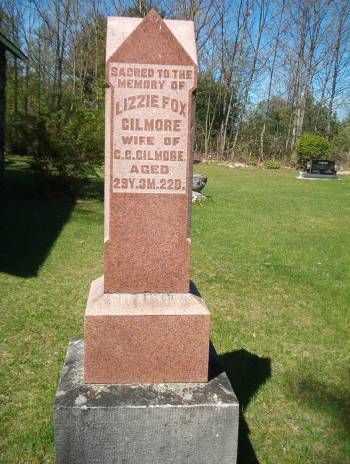 SACRED TO THE
MEMORY OF
LIZZIE FOX
GILMORE
WIFE OF
C.C.GILMORE.
AGED
29Y.3M.22D.